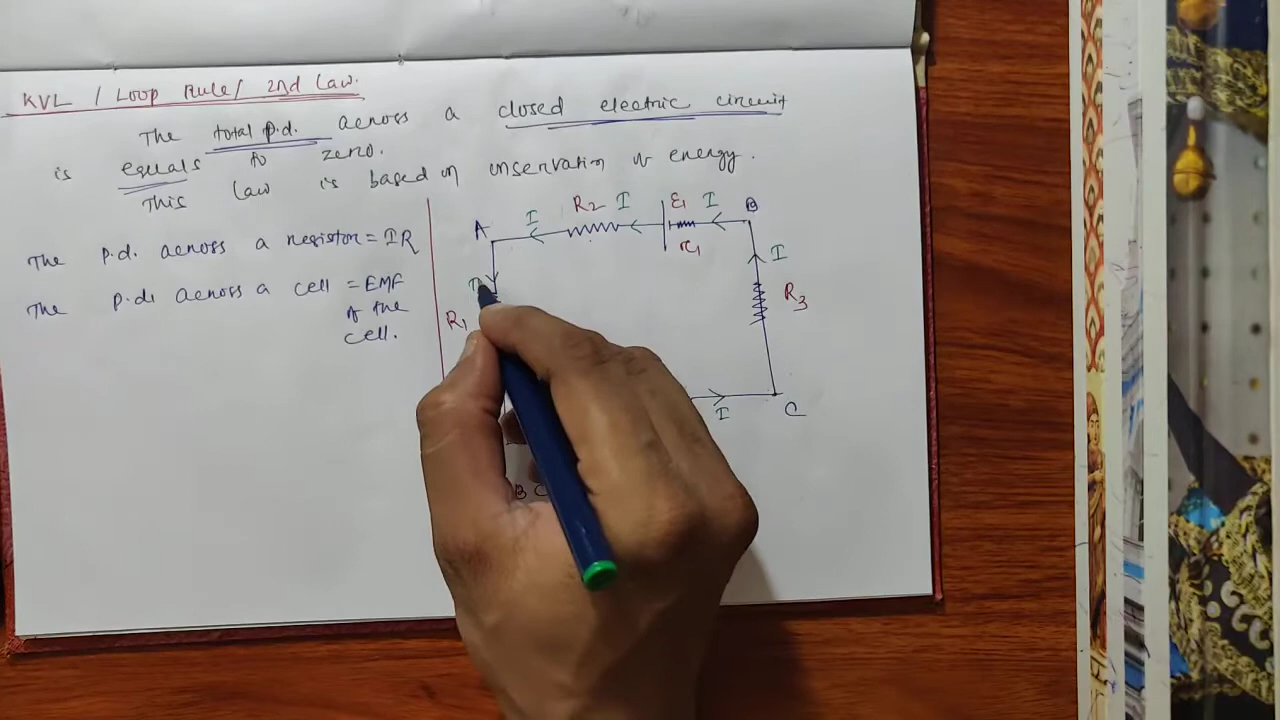 KVL / Loop Rule / 2nd Law.
The total p.d. across a closed electric circuit
is equals to zero.
This law is based on conservation of energy.
The p.d. across a resistor = IR
The p.d. across a cell = EMF
of the
cell.
A
I
R2
I
E1
r1
I
B
I
R3
R1
I
C
B C